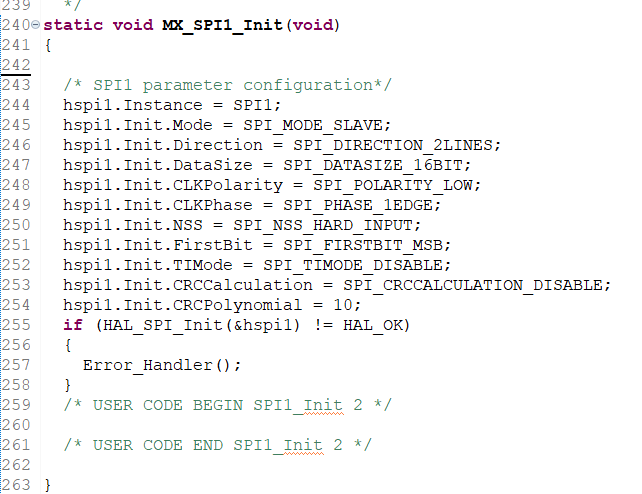 239    */
240 static void MX_SPI1_Init(void)
241 {
242
243   /* SPI1 parameter configuration*/
244   hspi1.Instance = SPI1;
245   hspi1.Init.Mode = SPI_MODE_SLAVE;
246   hspi1.Init.Direction = SPI_DIRECTION_2LINES;
247   hspi1.Init.DataSize = SPI_DATASIZE_16BIT;
248   hspi1.Init.CLKPolarity = SPI_POLARITY_LOW;
249   hspi1.Init.CLKPhase = SPI_PHASE_1EDGE;
250   hspi1.Init.NSS = SPI_NSS_HARD_INPUT;
251   hspi1.Init.FirstBit = SPI_FIRSTBIT_MSB;
252   hspi1.Init.TIMode = SPI_TIMODE_DISABLE;
253   hspi1.Init.CRCCalculation = SPI_CRCCALCULATION_DISABLE;
254   hspi1.Init.CRCPolynomial = 10;
255   if (HAL_SPI_Init(&hspi1) != HAL_OK)
256   {
257     Error_Handler();
258   }
259   /* USER CODE BEGIN SPI1_Init 2 */
260
261   /* USER CODE END SPI1_Init 2 */
262
263 }